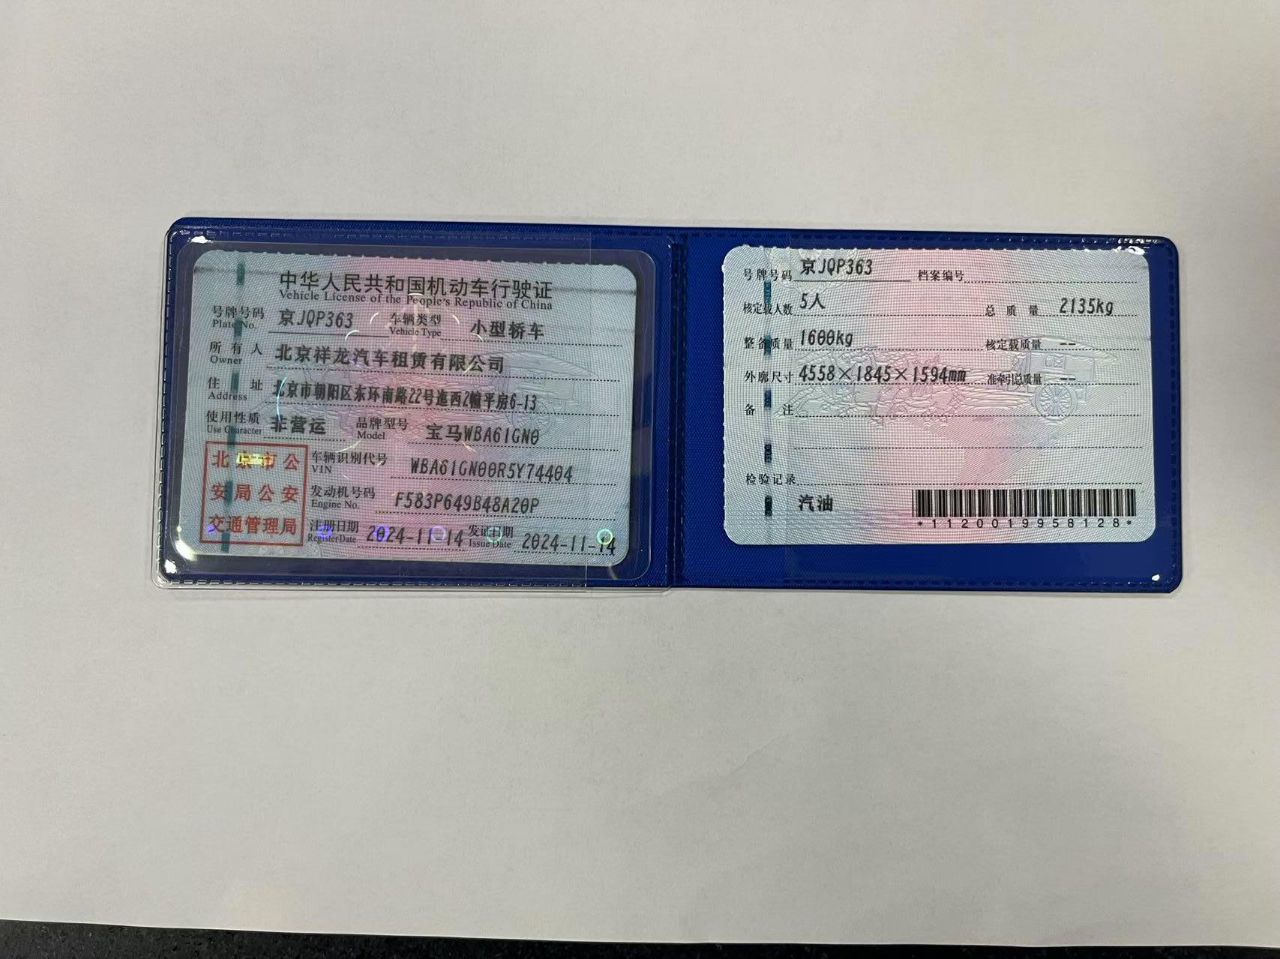 中华人民共和国机动车行驶证
Vehicle License of the People's Republic of China
号牌号码 京JQP363 车辆类型 小型轿车
Plate No. Vehicle Type
所有人 北京祥龙汽车租赁有限公司
Owner
住址 北京市朝阳区东环南路22号 平房6-13
Address
使用性质 非营运 品牌型号 宝马WBA61GN0
Use Character Model
北京市公
安局公安
交通管理局
车辆识别代号 WBA61GN00R5Y74404
VIN
发动机号码 F583P649B48A20P
Engine No.
注册日期 2024-11-14 发证日期 2024-11-14
Register Date Issue Date
号牌号码 京JQP363 档案编号
核定载人数 5人 总质量 2135kg
整备质量 1600kg 核定载质量 --
外廓尺寸 4558×1845×1594mm 准牵引总质量 --
备注
检验记录
汽油
*1120019958128*